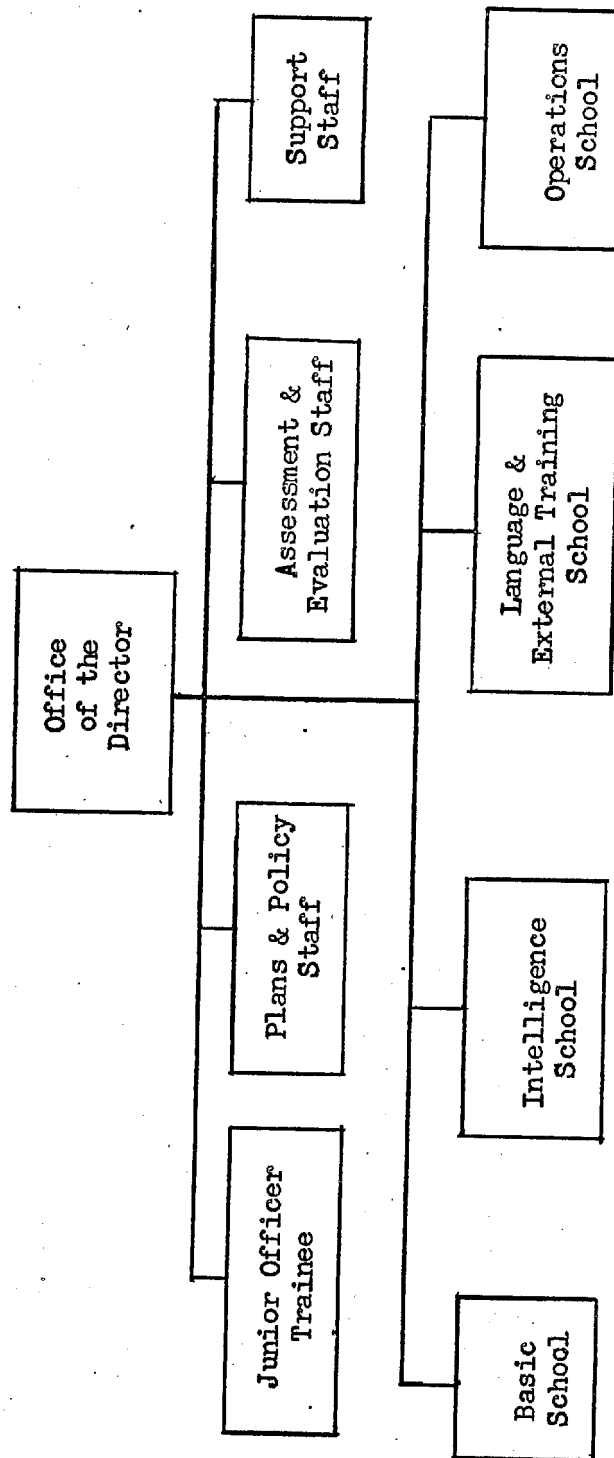 Office
of the
Director
Junior Officer
Trainee
Plans & Policy
Staff
Assessment &
Evaluation Staff
Support
Staff
Basic
School
Intelligence
School
Language &
External Training
School
Operations
School